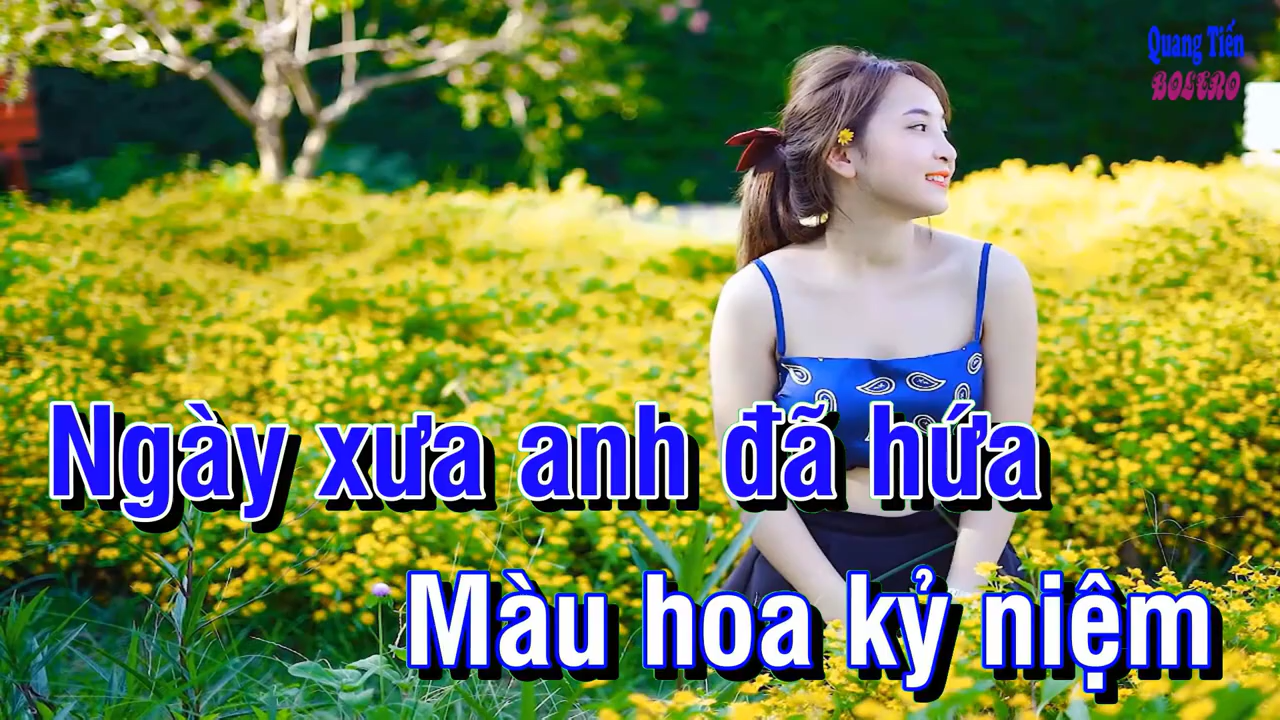 Quang Tiến
BOLERO
Ngày xưa anh đã hứa
Màu hoa kỷ niệm